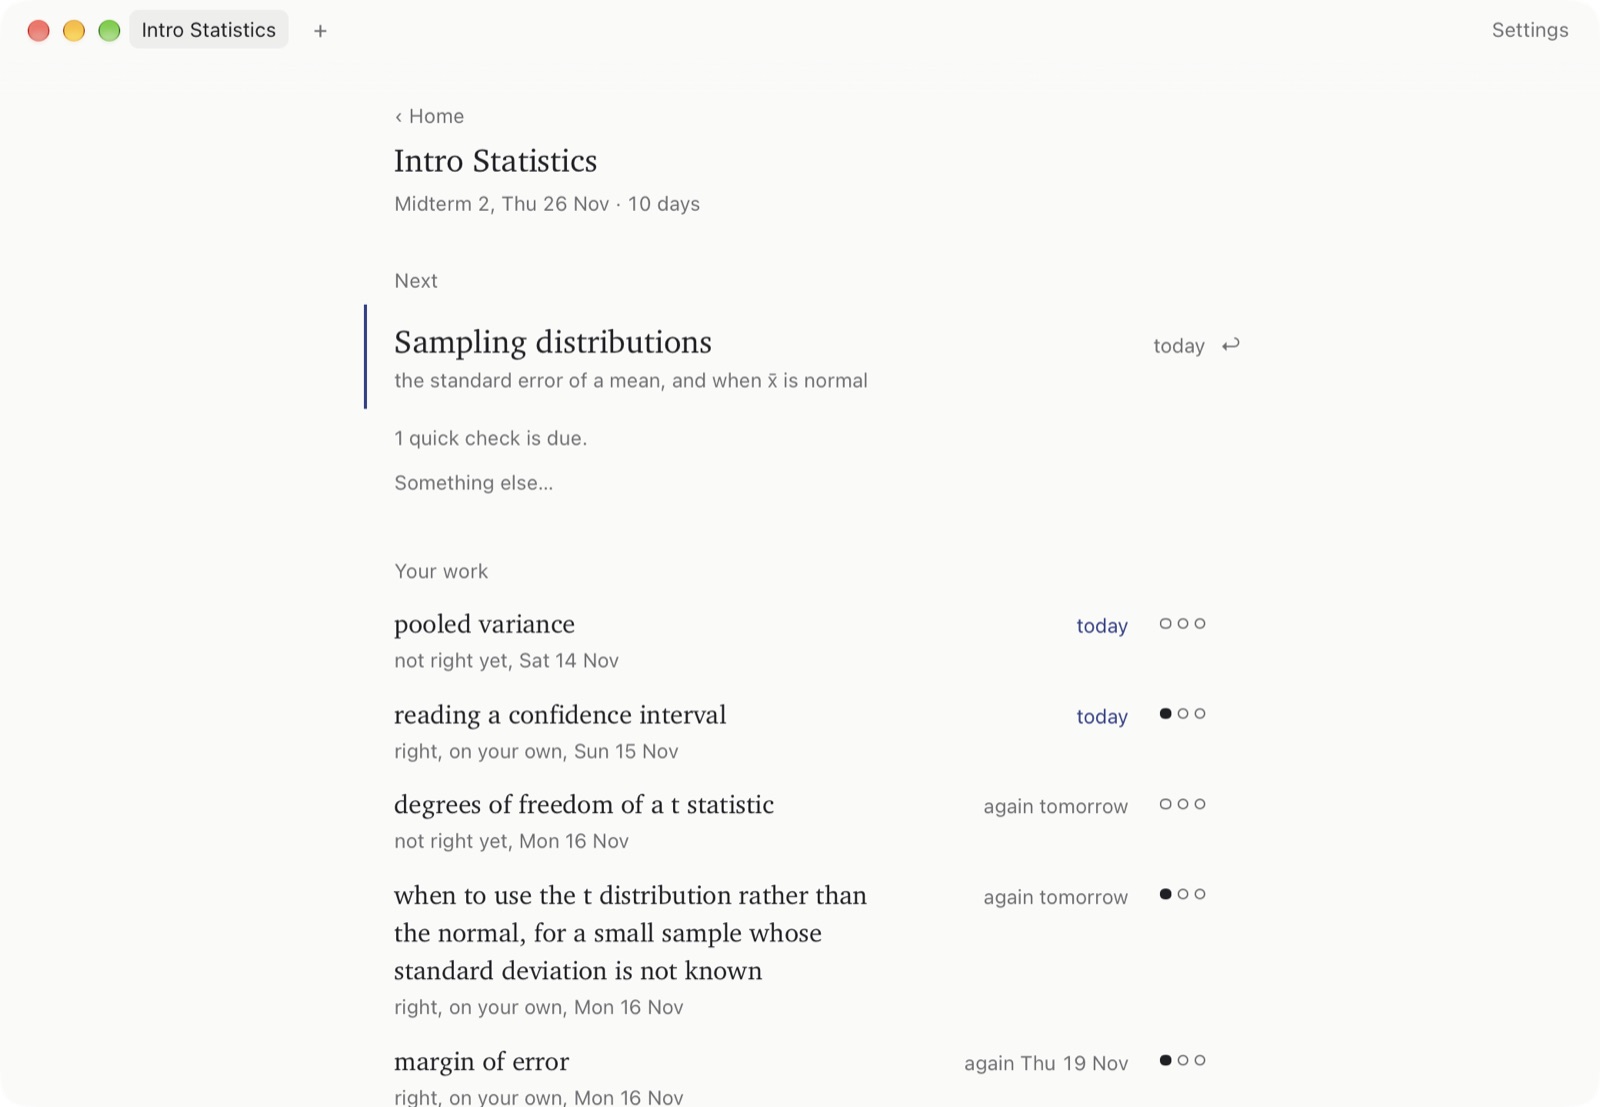 Intro Statistics
+
Settings
‹ Home
Intro Statistics
Midterm 2, Thu 26 Nov · 10 days
Next
Sampling distributions
today ↩
the standard error of a mean, and when x̄ is normal
1 quick check is due.
Something else...
Your work
pooled variance
today
not right yet, Sat 14 Nov
reading a confidence interval
today
right, on your own, Sun 15 Nov
degrees of freedom of a t statistic
again tomorrow
not right yet, Mon 16 Nov
when to use the t distribution rather than
again tomorrow
the normal, for a small sample whose
standard deviation is not known
right, on your own, Mon 16 Nov
margin of error
again Thu 19 Nov
right, on your own, Mon 16 Nov